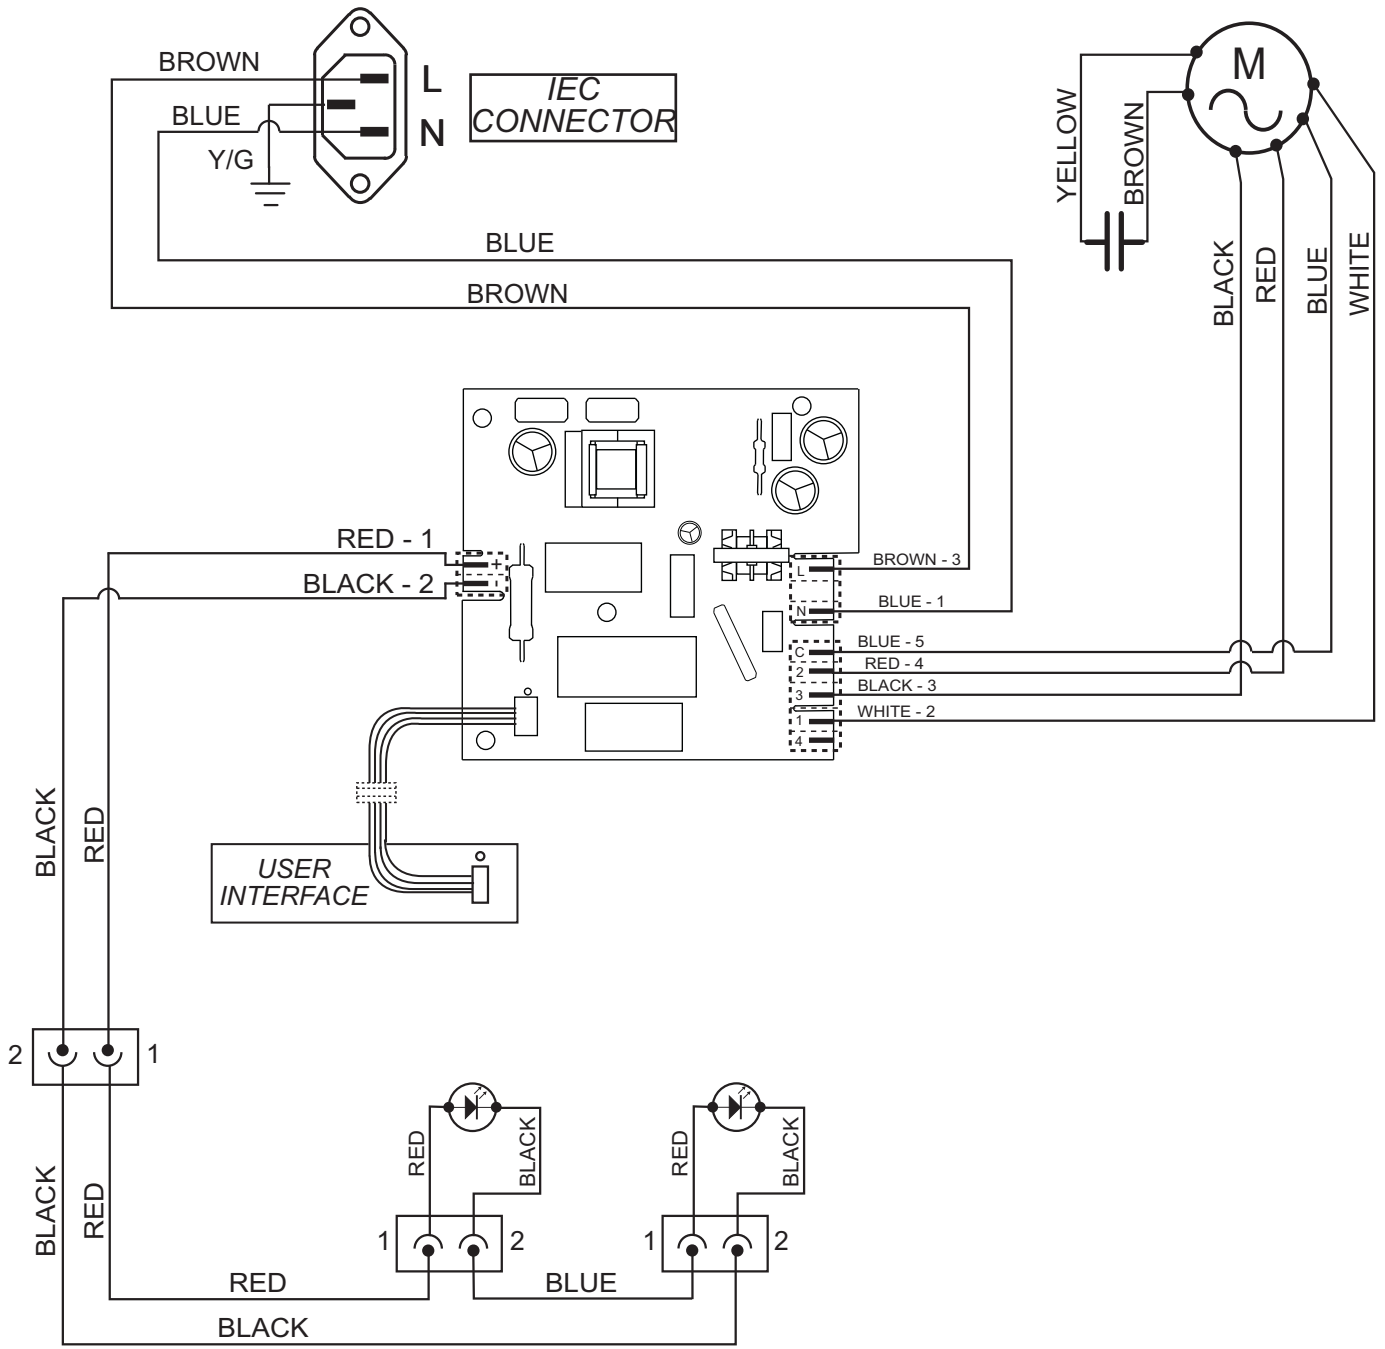 BROWN
L
IEC
CONNECTOR
BLUE
N
Y/G
M
YELLOW
BROWN
BLACK
RED
BLUE
WHITE
BLUE
BROWN
RED - 1
+
BLACK - 2
-
L
BROWN - 3
N
BLUE - 1
C
BLUE - 5
2
RED - 4
3
BLACK - 3
1
WHITE - 2
4
BLACK
RED
USER
INTERFACE
2
1
BLACK
RED
RED
BLACK
RED
BLACK
1
2
1
2
RED
BLUE
BLACK